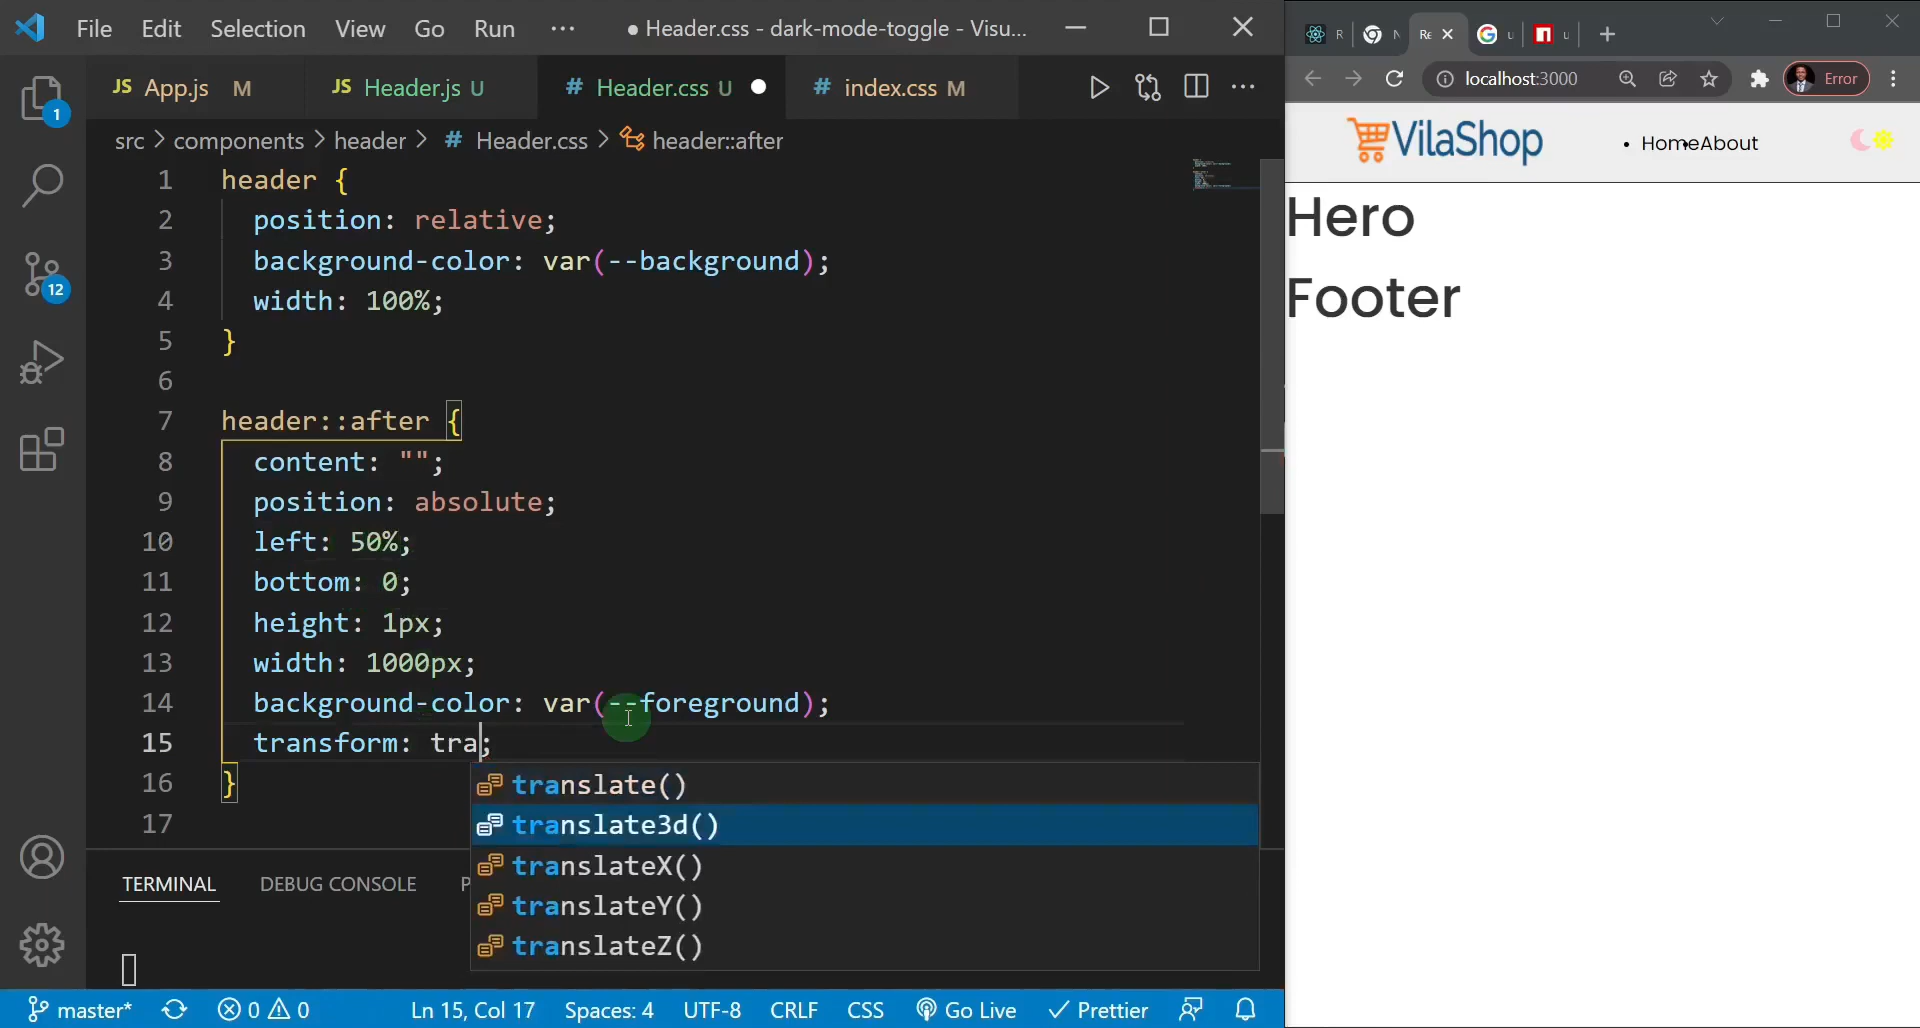 File Edit Selection View Go Run ··· ● Header.css - dark-mode-toggle - Visu...
JS App.js M JS Header.js U # Header.css U ● # index.css M ···
src > components > header > # Header.css > header::after
1 header {
2 position: relative;
3 background-color: var(--background);
4 width: 100%;
5 }
6
7 header::after {
8 content: "";
9 position: absolute;
10 left: 50%;
11 bottom: 0;
12 height: 1px;
13 width: 1000px;
14 background-color: var(--foreground);
15 transform: tra;
16 }
17
translate()
translate3d()
translateX()
translateY()
translateZ()
TERMINAL DEBUG CONSOLE P
1
12
master* 0 0 Ln 15, Col 17 Spaces: 4 UTF-8 CRLF CSS Go Live Prettier
R N Re G u n u
localhost:3000 Error
VilaShop • Home About
Hero
Footer